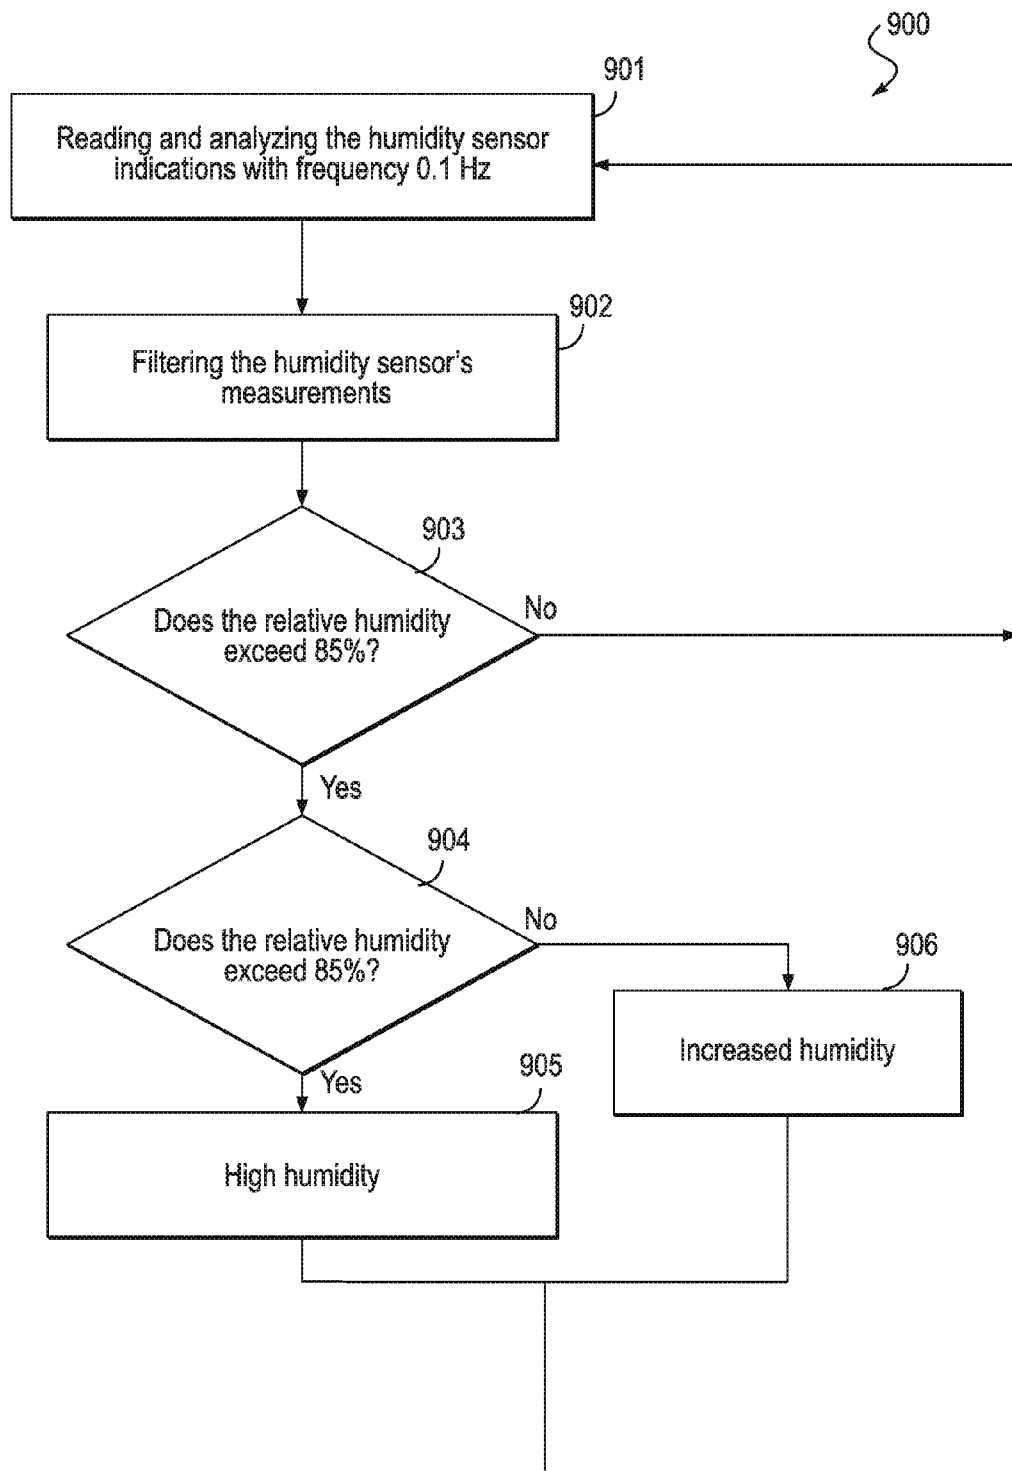 900
901
Reading and analyzing the humidity sensor
indications with frequency 0.1 Hz
902
Filtering the humidity sensor's
measurements
903
Does the relative humidity
exceed 85%?
No
Yes
904
Does the relative humidity
exceed 85%?
No
Yes
906
Increased humidity
905
High humidity